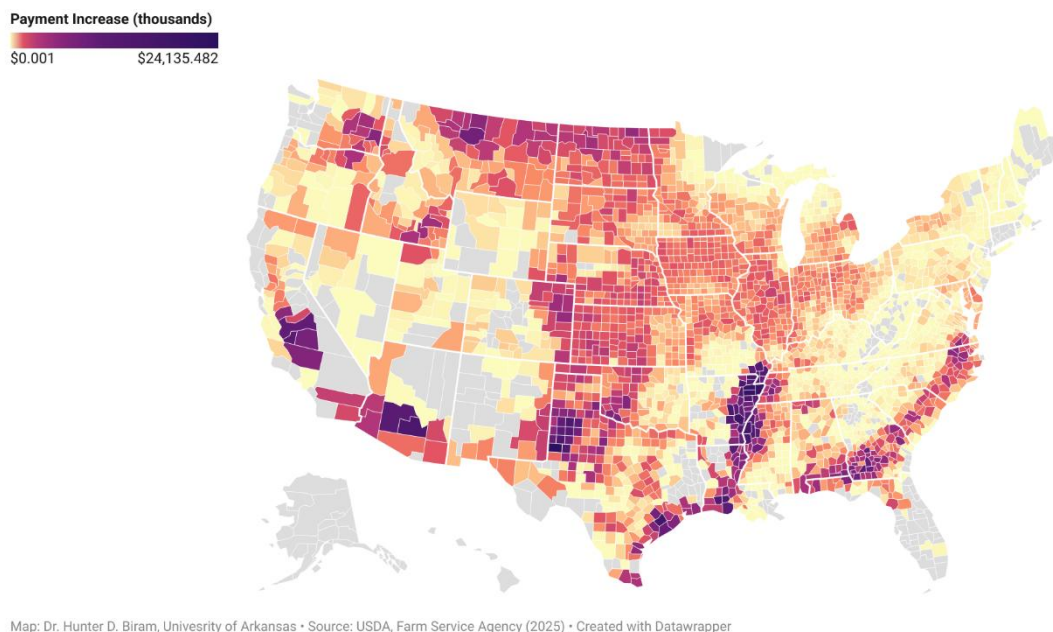 Payment Increase (thousands)
$0.001 $24,135.482
Map: Dr. Hunter D. Biram, Univesrity of Arkansas • Source: USDA, Farm Service Agency (2025) • Created with Datawrapper